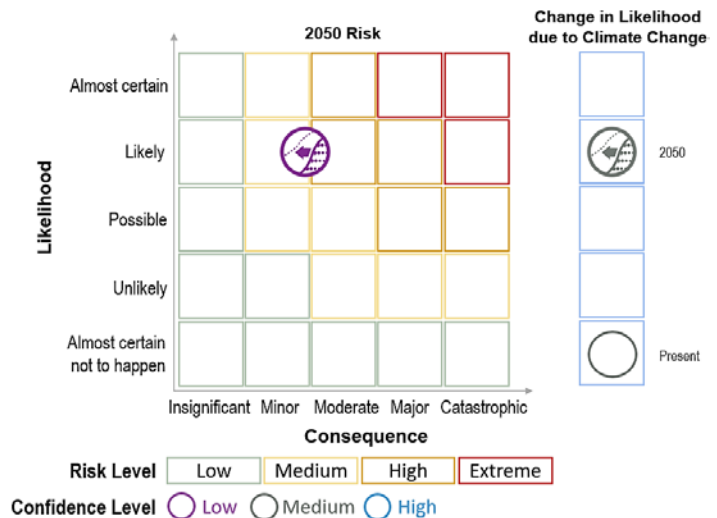 2050 Risk
Change in Likelihood
due to Climate Change
Likelihood
Almost certain
Likely
Possible
Unlikely
Almost certain
not to happen
2050
Present
Insignificant Minor Moderate Major Catastrophic
Consequence
Risk Level Low Medium High Extreme
Confidence Level Low Medium High